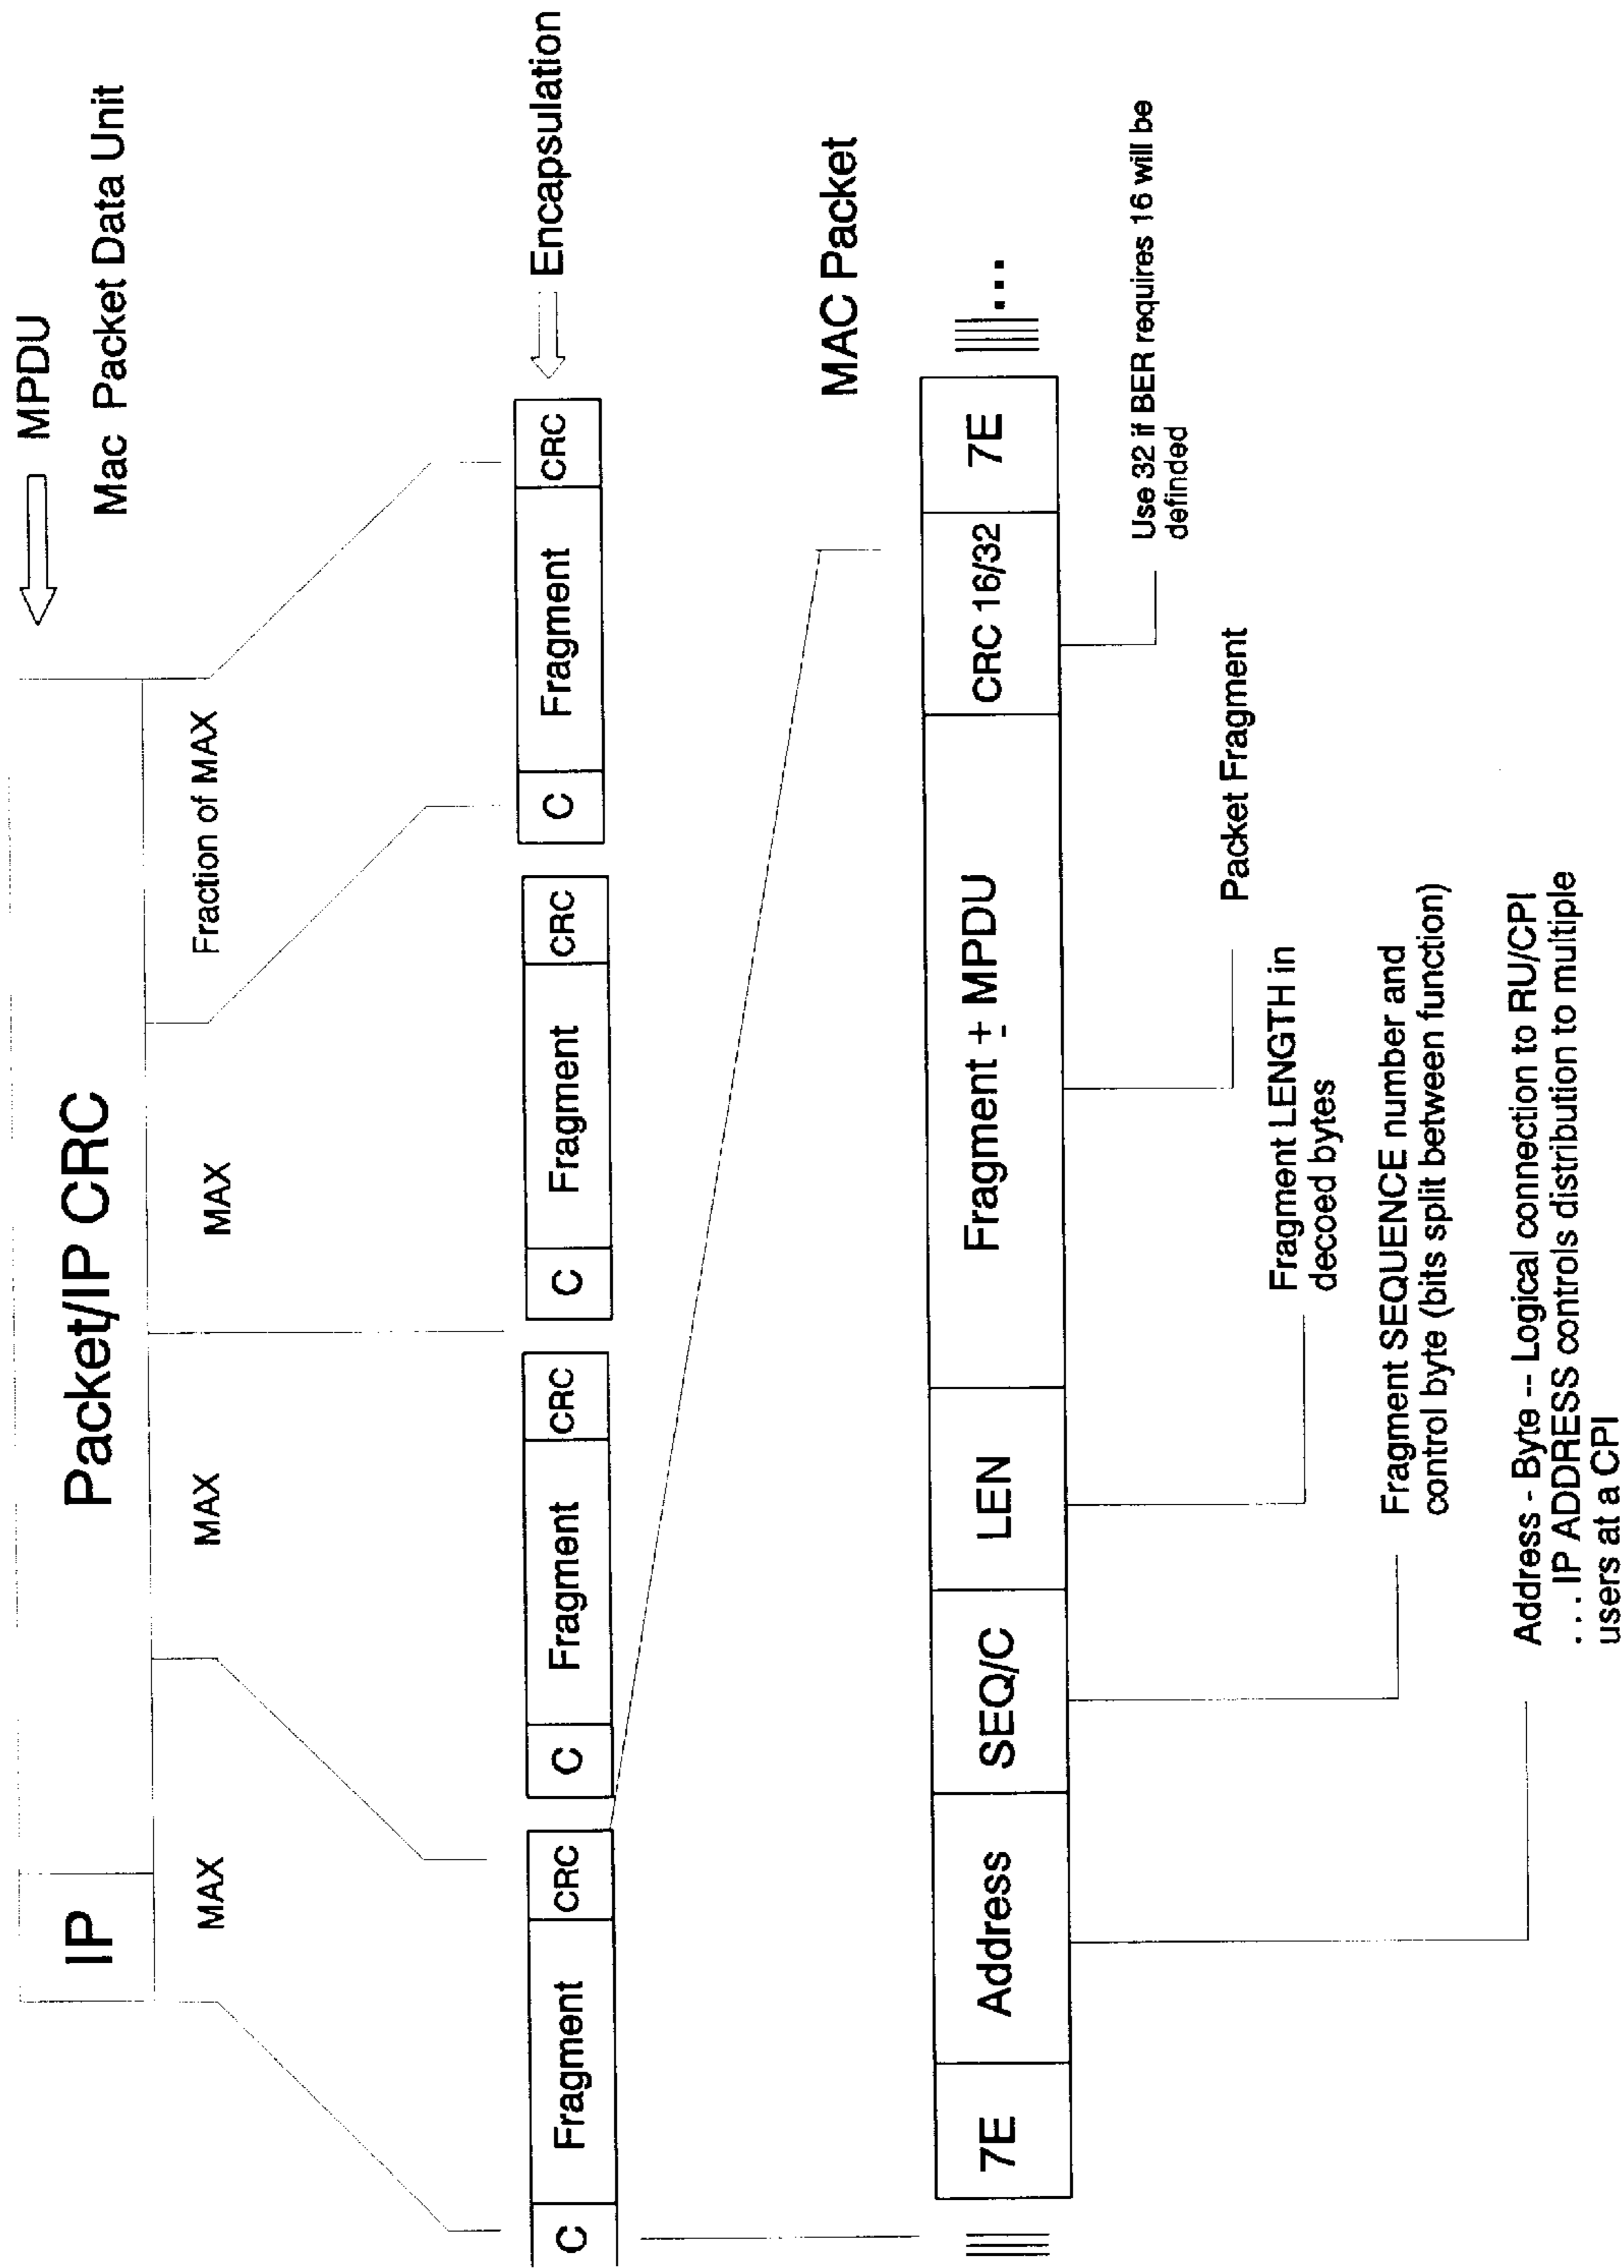 MPDU
Mac Packet Data Unit
IP
Packet/IP CRC
MAX
MAX
MAX
Fraction of MAX
C
Fragment
CRC
C
Fragment
CRC
C
Fragment
CRC
C
Fragment
CRC
Encapsulation
MAC Packet
7E
Address
SEQ/C
LEN
Fragment ± MPDU
CRC 16/32
7E
...
Use 32 if BER requires 16 will be
definded
Packet Fragment
Fragment LENGTH in
decoed bytes
Fragment SEQUENCE number and
control byte (bits split between function)
Address - Byte -- Logical connection to RU/CPI
. . . IP ADDRESS controls distribution to multiple
users at a CPI